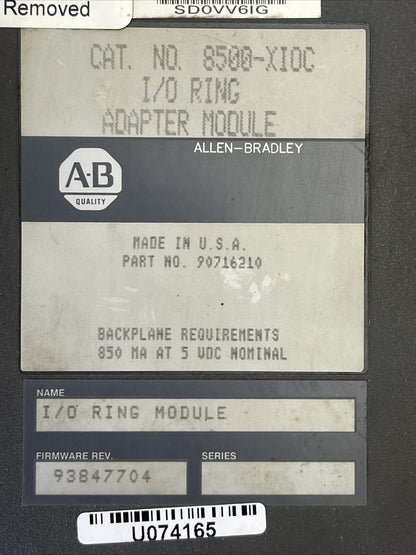 Removed
SD0VV6IG
CAT. NO. 8500-XIOC
I/O RING
ADAPTER MODULE
ALLEN-BRADLEY
A-B
QUALITY
MADE IN U.S.A.
PART NO. 90716210
BACKPLANE REQUIREMENTS
850 MA AT 5 VDC NOMINAL
NAME
I/O RING MODULE
FIRMWARE REV.
SERIES
93847704
U074165